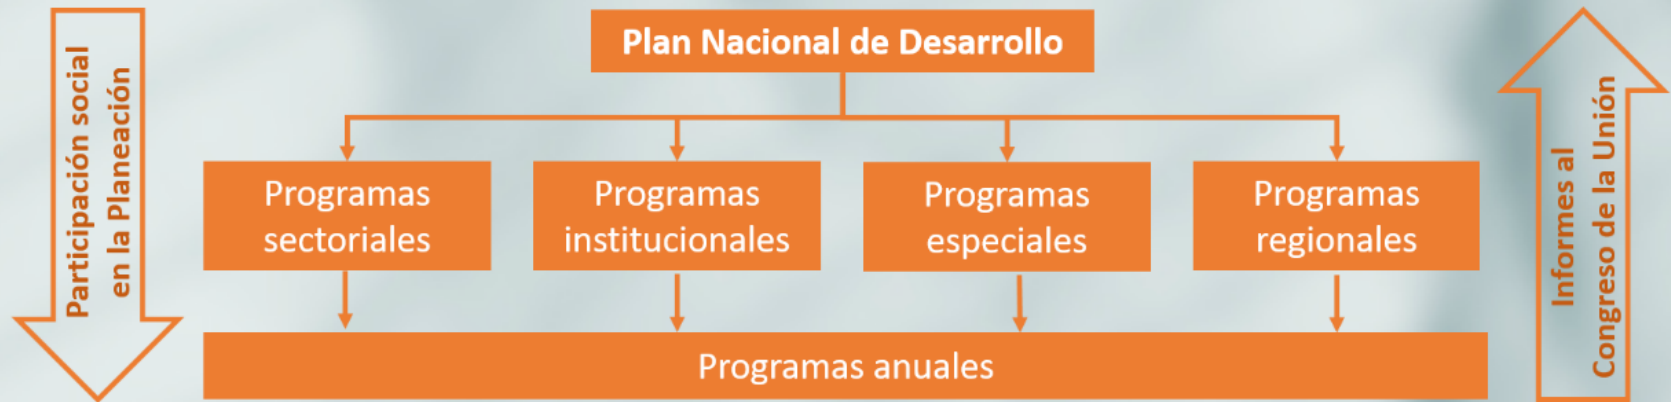 Participación social
en la Planeación
Plan Nacional de Desarrollo
Programas
sectoriales
Programas
institucionales
Programas
especiales
Programas
regionales
Programas anuales
Informes al
Congreso de la Unión